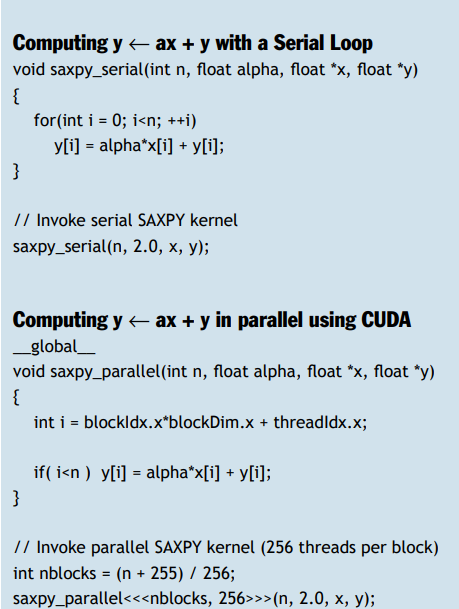 Computing y ← ax + y with a Serial Loop
void saxpy_serial(int n, float alpha, float *x, float *y)
{
for(int i = 0; i<n; ++i)
y[i] = alpha*x[i] + y[i];
}
// Invoke serial SAXPY kernel
saxpy_serial(n, 2.0, x, y);
Computing y ← ax + y in parallel using CUDA
__global__
void saxpy_parallel(int n, float alpha, float *x, float *y)
{
int i = blockIdx.x*blockDim.x + threadIdx.x;
if( i<n ) y[i] = alpha*x[i] + y[i];
}
// Invoke parallel SAXPY kernel (256 threads per block)
int nblocks = (n + 255) / 256;
saxpy_parallel<<<nblocks, 256>>>(n, 2.0, x, y);